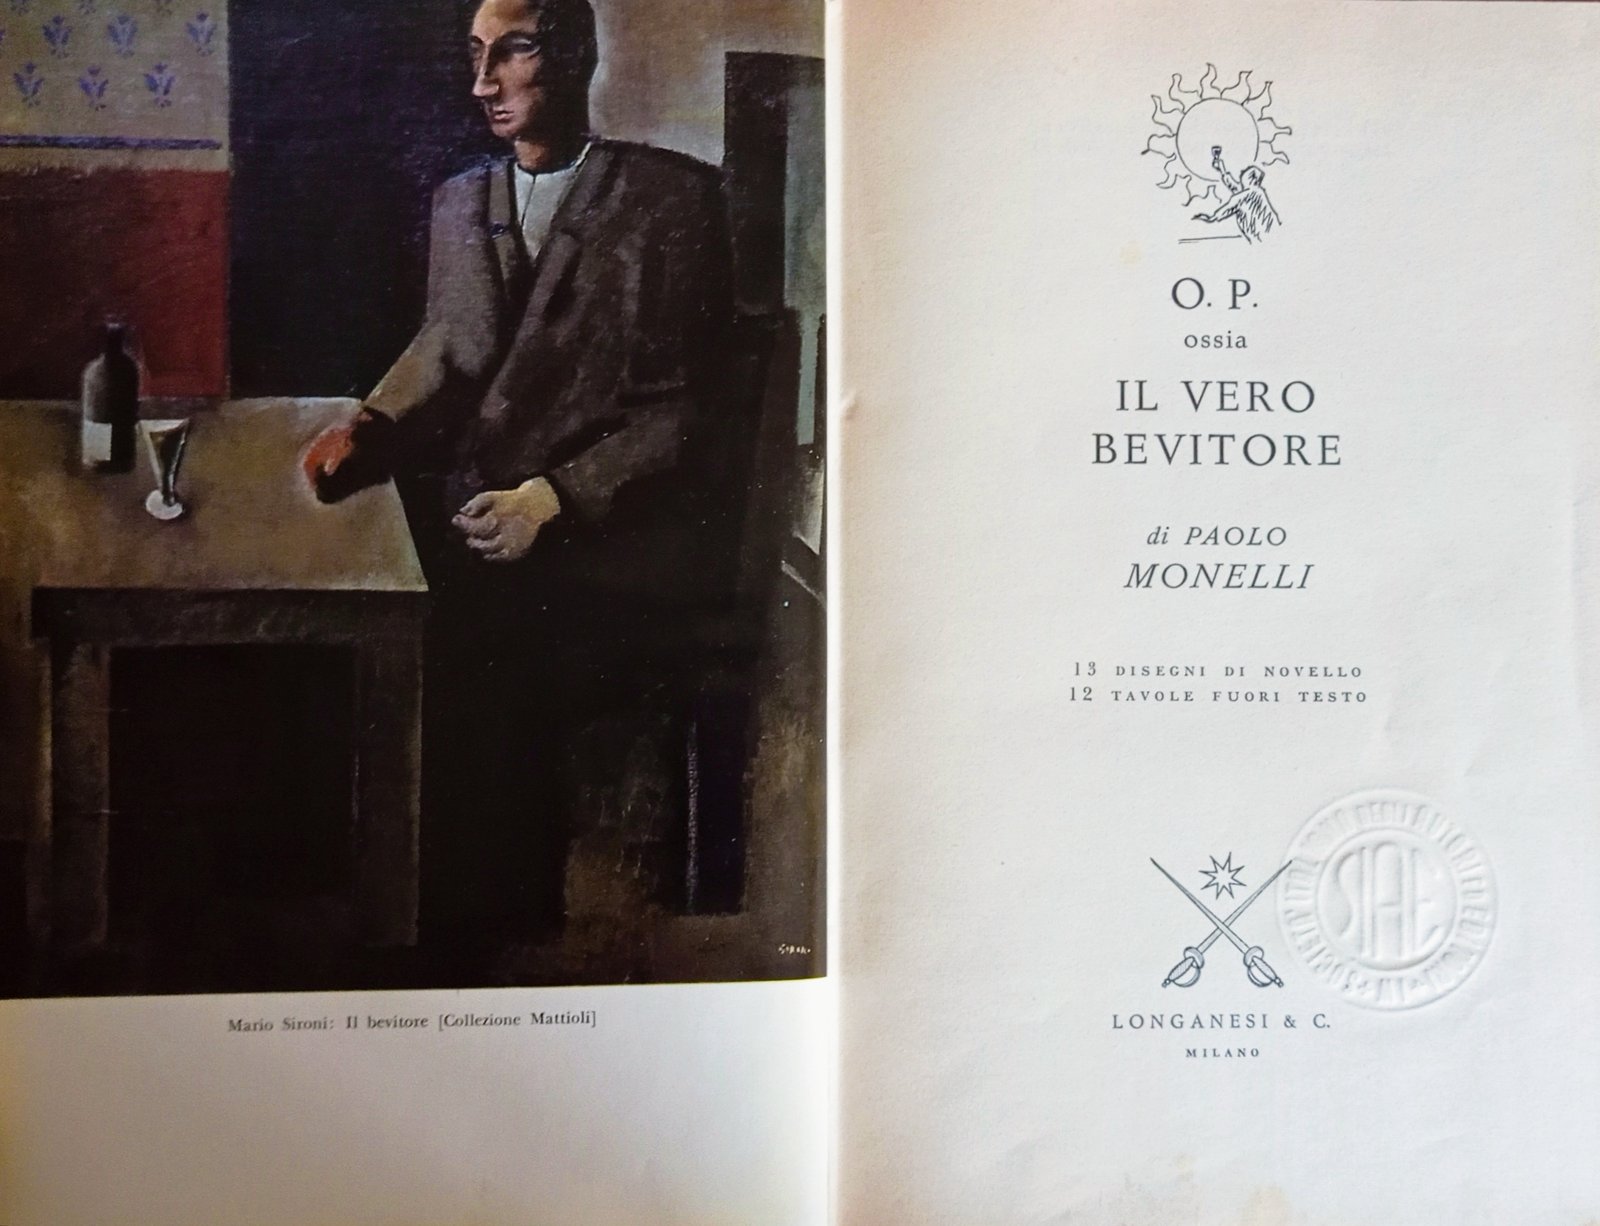 Mario Sironi: Il bevitore [Collezione Mattioli]
O. P.
ossia
IL VERO
BEVITORE
di PAOLO
MONELLI
13 DISEGNI DI NOVELLO
12 TAVOLE FUORI TESTO
SIAE
LONGANESI & C.
MILANO